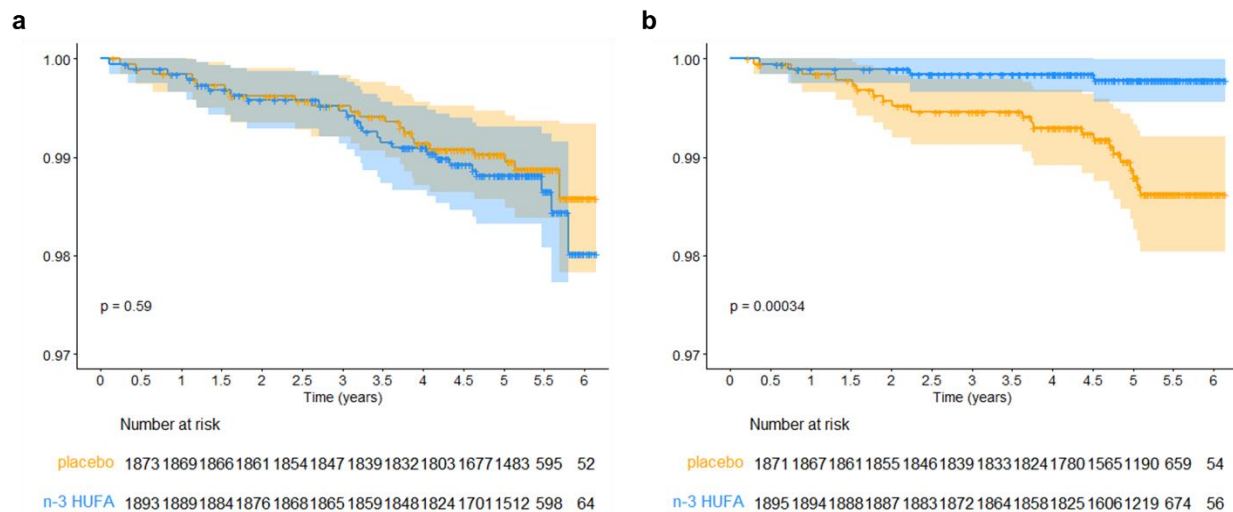 a
1.00
0.99
0.98
0.97
p = 0.59
0 0.5 1 1.5 2 2.5 3 3.5 4 4.5 5 5.5 6
Time (years)
Number at risk
placebo 1873 1869 1866 1861 1854 1847 1839 1832 1803 1677 1483 595 52
n-3 HUFA 1893 1889 1884 1876 1868 1865 1859 1848 1824 1701 1512 598 64
b
1.00
0.99
0.98
0.97
p = 0.00034
0 0.5 1 1.5 2 2.5 3 3.5 4 4.5 5 5.5 6
Time (years)
Number at risk
placebo 1871 1867 1861 1855 1846 1839 1833 1824 1780 1565 1190 659 54
n-3 HUFA 1895 1894 1888 1887 1883 1872 1864 1858 1825 1606 1219 674 56